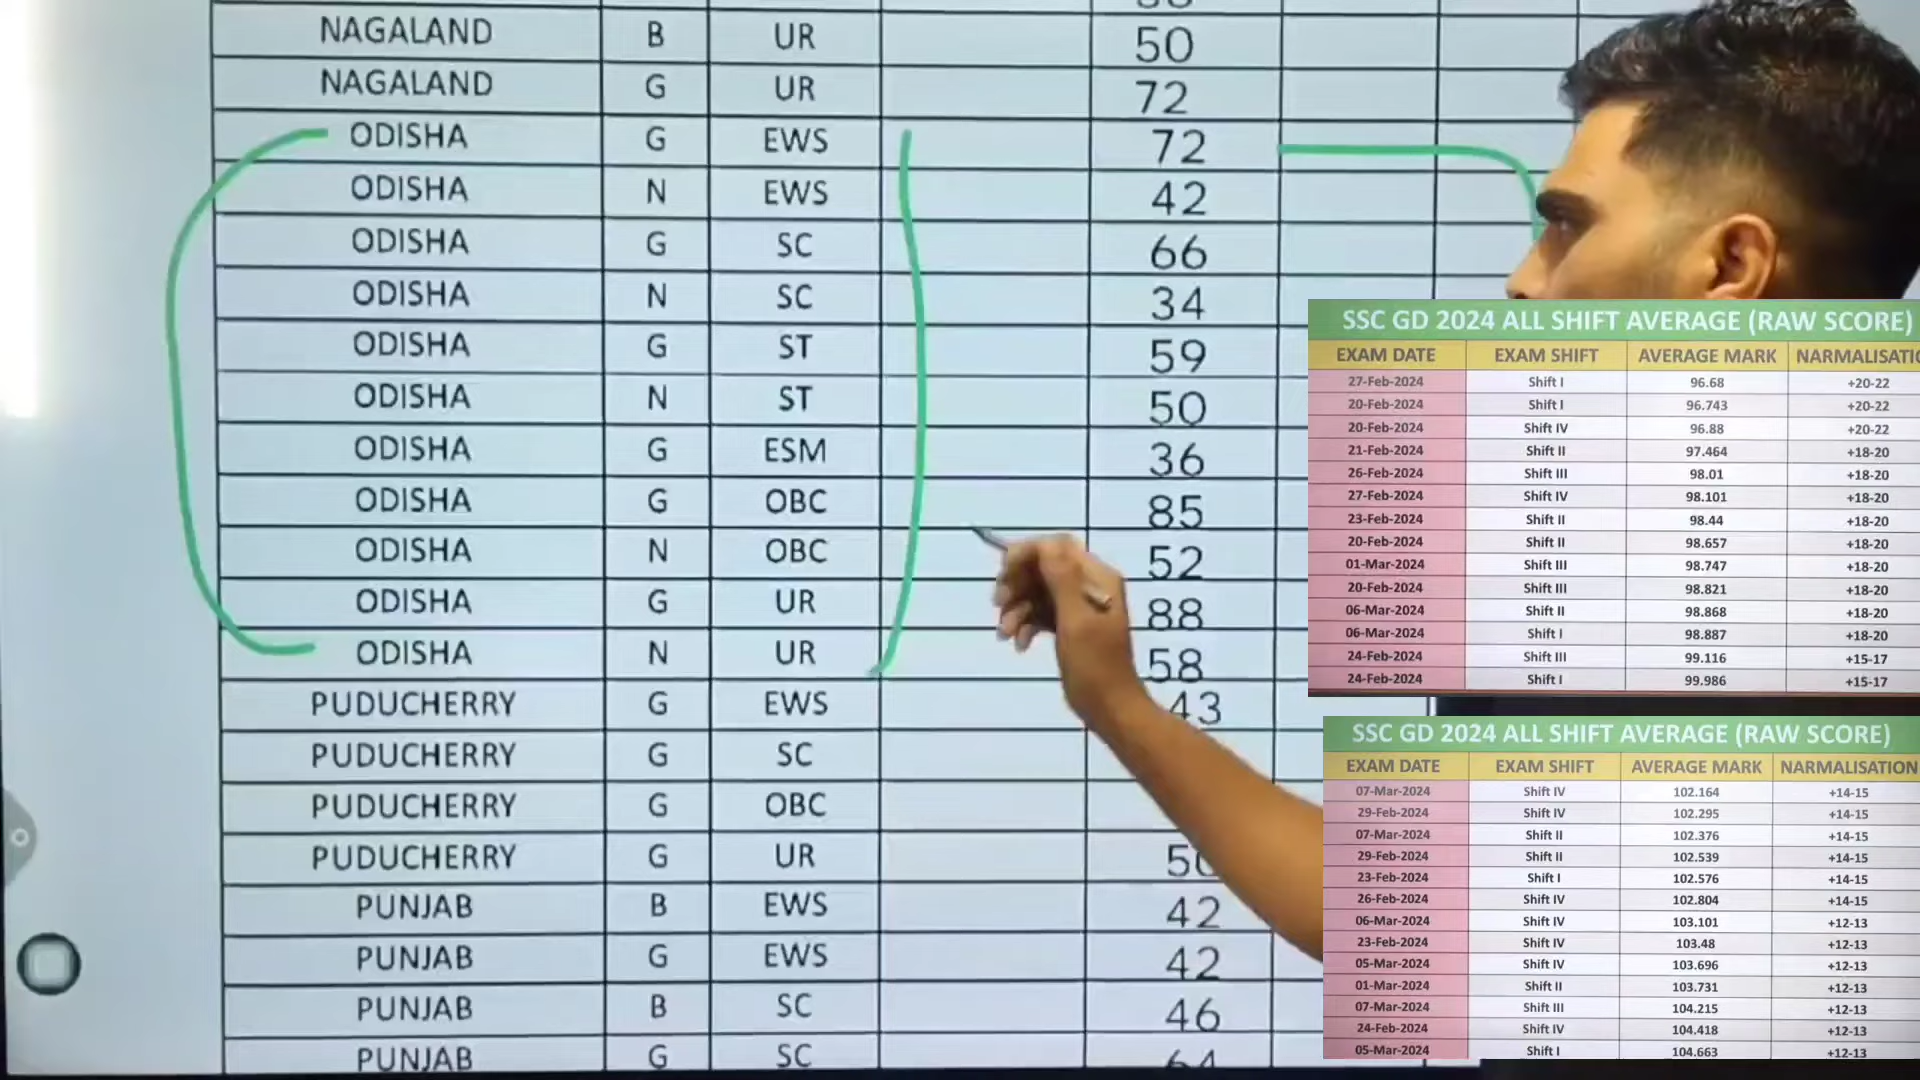 NAGALAND B UR 50
NAGALAND G UR 72
ODISHA G EWS 72
ODISHA N EWS 42
ODISHA G SC 66
ODISHA N SC 34
ODISHA G ST 59
ODISHA N ST 50
ODISHA G ESM 36
ODISHA G OBC 85
ODISHA N OBC 52
ODISHA G UR 88
ODISHA N UR 58
PUDUCHERRY G EWS 43
PUDUCHERRY G SC
PUDUCHERRY G OBC
PUDUCHERRY G UR
PUNJAB B EWS 42
PUNJAB G EWS 42
PUNJAB B SC 46
PUNJAB G SC
SSC GD 2024 ALL SHIFT AVERAGE (RAW SCORE)
EXAM DATE EXAM SHIFT AVERAGE MARK
27-Feb-2024 Shift I 96.68 +20-22
20-Feb-2024 Shift I 96.743 +20-22
20-Feb-2024 Shift IV 96.88 +20-22
21-Feb-2024 Shift II 97.464 +18-20
26-Feb-2024 Shift III 98.01 +18-20
27-Feb-2024 Shift IV 98.101 +18-20
23-Feb-2024 Shift II 98.44 +18-20
20-Feb-2024 Shift II 98.657 +18-20
01-Mar-2024 Shift III 98.747 +18-20
20-Feb-2024 Shift III 98.821 +18-20
06-Mar-2024 Shift II 98.868 +18-20
06-Mar-2024 Shift I 98.887 +18-20
24-Feb-2024 Shift III 99.116 +15-17
24-Feb-2024 Shift I 99.986 +15-17
SSC GD 2024 ALL SHIFT AVERAGE (RAW SCORE)
EXAM DATE EXAM SHIFT AVERAGE MARK NARMALISATION
07-Mar-2024 Shift IV 102.164 +14-15
29-Feb-2024 Shift IV 102.295 +14-15
07-Mar-2024 Shift II 102.376 +14-15
29-Feb-2024 Shift II 102.539 +14-15
23-Feb-2024 Shift I 102.576 +14-15
26-Feb-2024 Shift IV 102.804 +14-15
06-Mar-2024 Shift IV 103.101 +12-13
23-Feb-2024 Shift IV 103.48 +12-13
05-Mar-2024 Shift IV 103.696 +12-13
01-Mar-2024 Shift II 103.731 +12-13
07-Mar-2024 Shift III 104.215 +12-13
24-Feb-2024 Shift IV 104.418 +12-13
05-Mar-2024 Shift I 104.663 +12-13